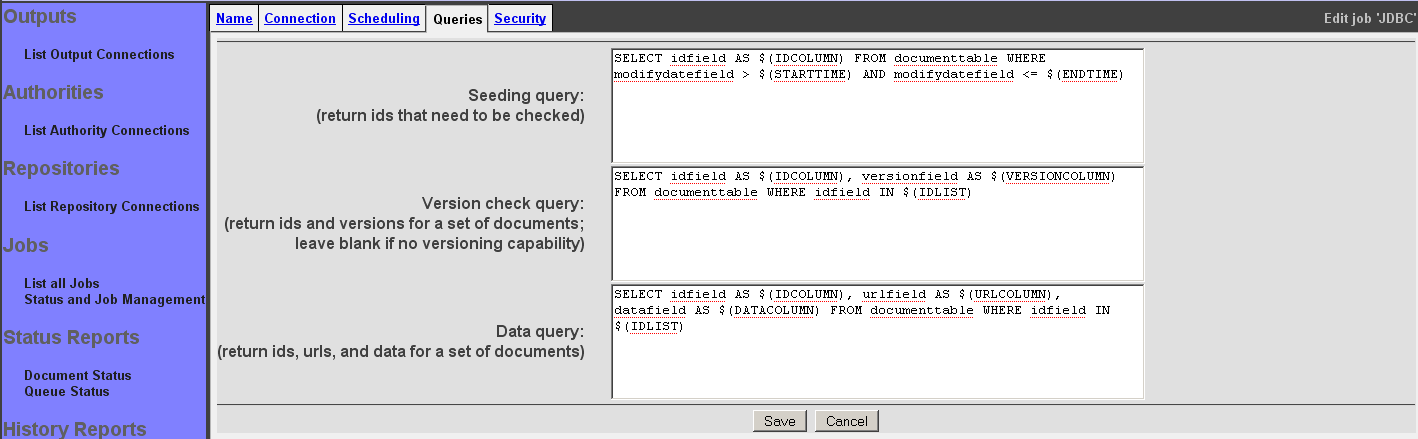 Outputs
List Output Connections
Authorities
List Authority Connections
Repositories
List Repository Connections
Jobs
List all Jobs
Status and Job Management
Status Reports
Document Status
Queue Status
History Reports
Name Connection Scheduling Queries Security
Edit job 'JDBC'
Seeding query:
(return ids that need to be checked)
SELECT idfield AS $(IDCOLUMN) FROM documenttable WHERE
modifydatefield > $(STARTTIME) AND modifydatefield <= $(ENDTIME)
Version check query:
(return ids and versions for a set of documents;
leave blank if no versioning capability)
SELECT idfield AS $(IDCOLUMN), versionfield AS $(VERSIONCOLUMN)
FROM documenttable WHERE idfield IN $(IDLIST)
Data query:
(return ids, urls, and data for a set of documents)
SELECT idfield AS $(IDCOLUMN), urlfield AS $(URLCOLUMN),
datafield AS $(DATACOLUMN) FROM documenttable WHERE idfield IN
$(IDLIST)
Save Cancel